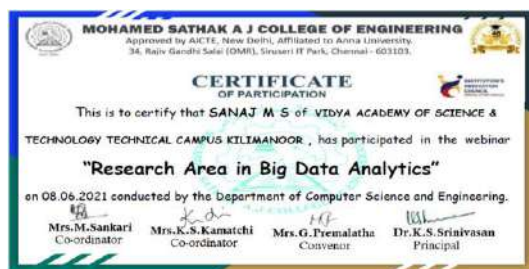 MOHAMED SATHAK A J COLLEGE OF ENGINEERING
Approved by AICTE, New Delhi, Affiliated to Anna University.
34, Rajiv Gandhi Salai (OMR), Siruseri IT Park, Chennai - 603103.
CERTIFICATE
OF PARTICIPATION
INSTITUTION'S
INNOVATION
COUNCIL
This is to certify that SANAJ M S of VIDYA ACADEMY OF SCIENCE &
TECHNOLOGY TECHNICAL CAMPUS KILIMANOOR , has participated in the webinar
"Research Area in Big Data Analytics"
on 08.06.2021 conducted by the Department of Computer Science and Engineering.
Mrs.M.Sankari
Co-ordinator
Mrs.K.S.Kamatchi
Co-ordinator
Mrs.G.Premalatha
Convenor
Dr.K.S.Srinivasan
Principal